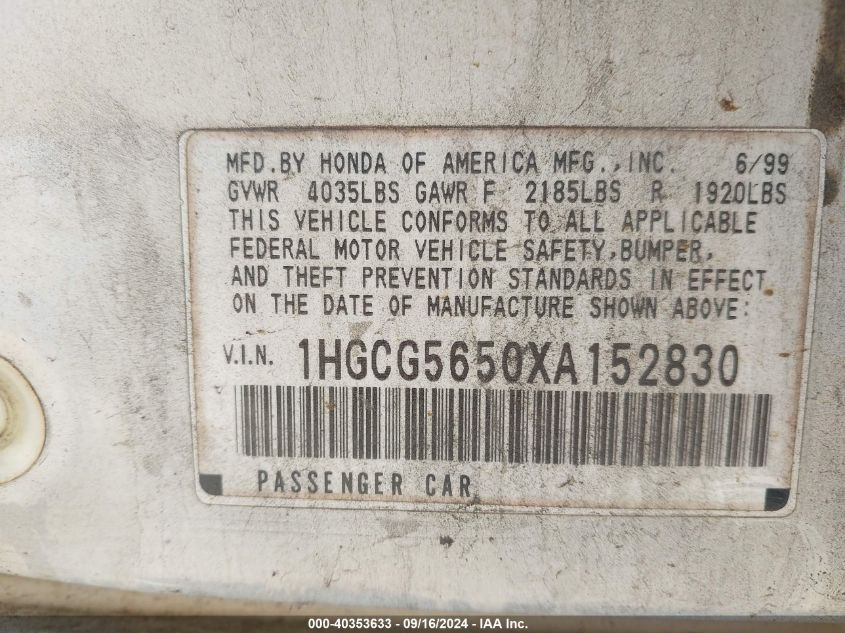 MFD.BY HONDA OF AMERICA MFG.,INC. 6/99
GVWR 4035LBS GAWR F 2185LBS R 1920LBS
THIS VEHICLE CONFORMS TO ALL APPLICABLE
FEDERAL MOTOR VEHICLE SAFETY,BUMPER,
AND THEFT PREVENTION STANDARDS IN EFFECT
ON THE DATE OF MANUFACTURE SHOWN ABOVE:
V.I.N. 1HGCG5650XA152830
PASSENGER CAR
000-40353633 - 09/16/2024 - IAA Inc.